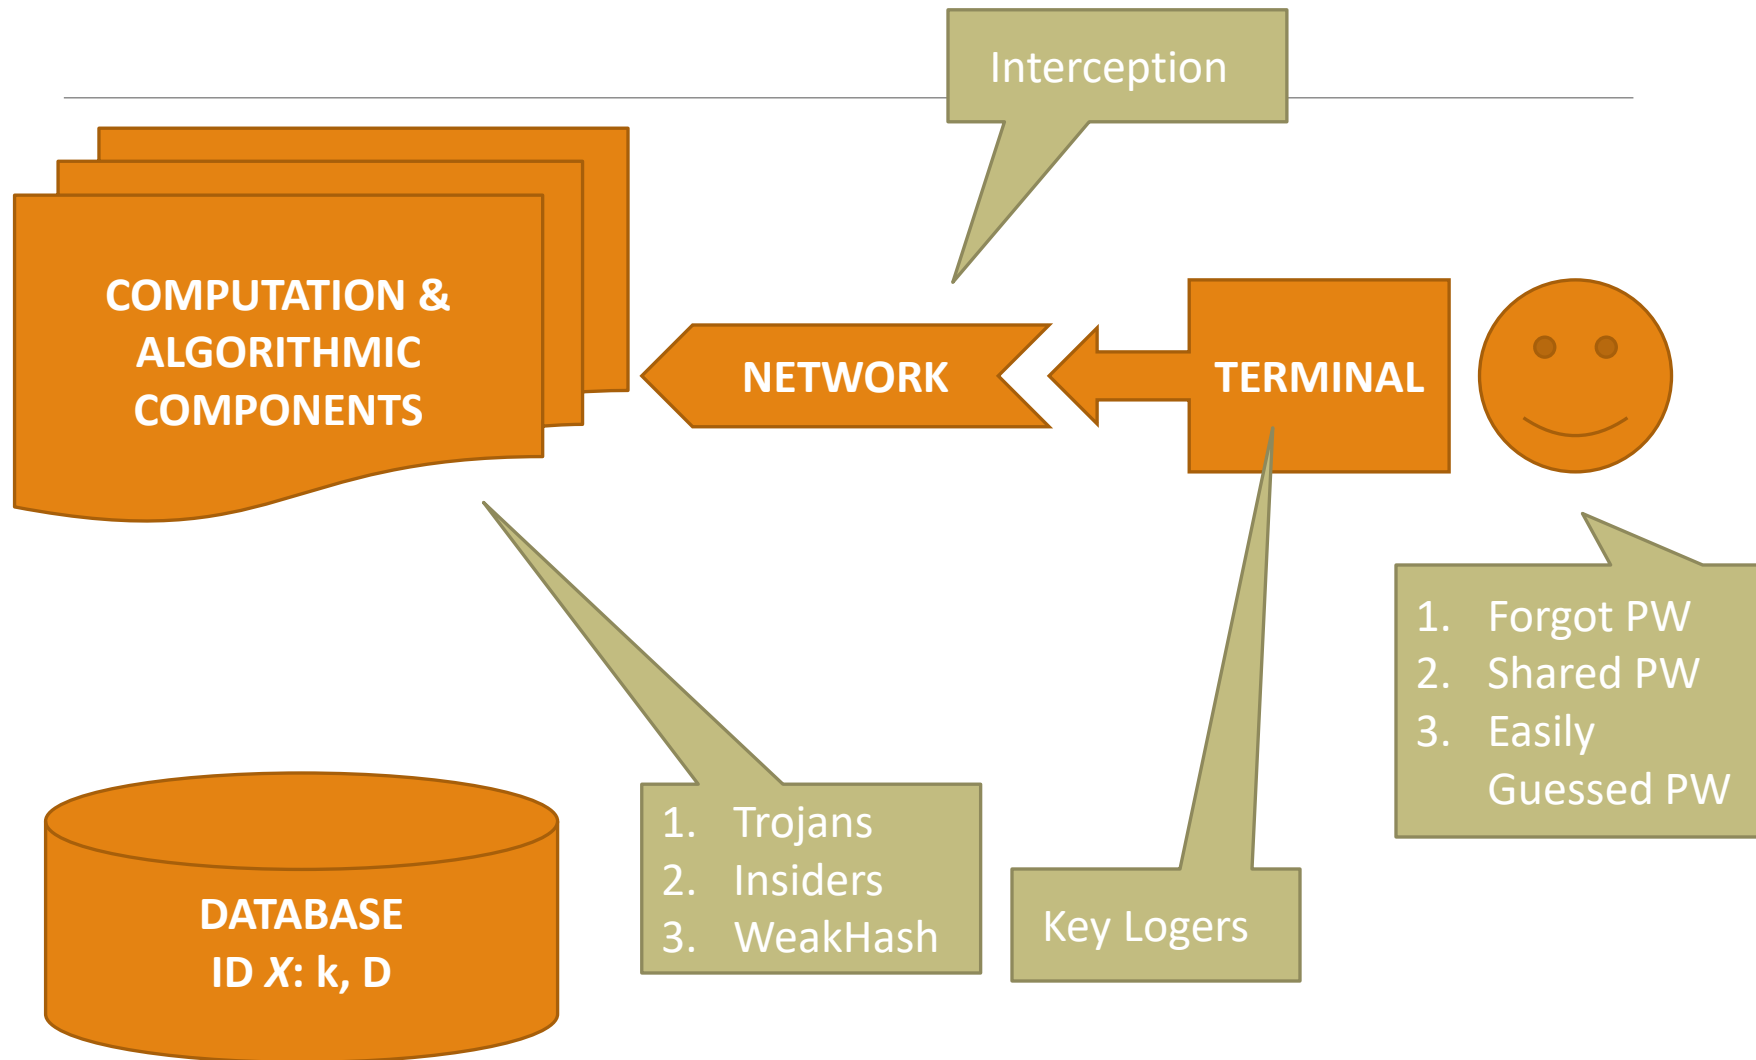 Interception
COMPUTATION &
ALGORITHMIC
COMPONENTS
NETWORK
TERMINAL
1. Forgot PW
2. Shared PW
3. Easily
Guessed PW
1. Trojans
2. Insiders
3. WeakHash
Key Logers
DATABASE
ID X: k, D